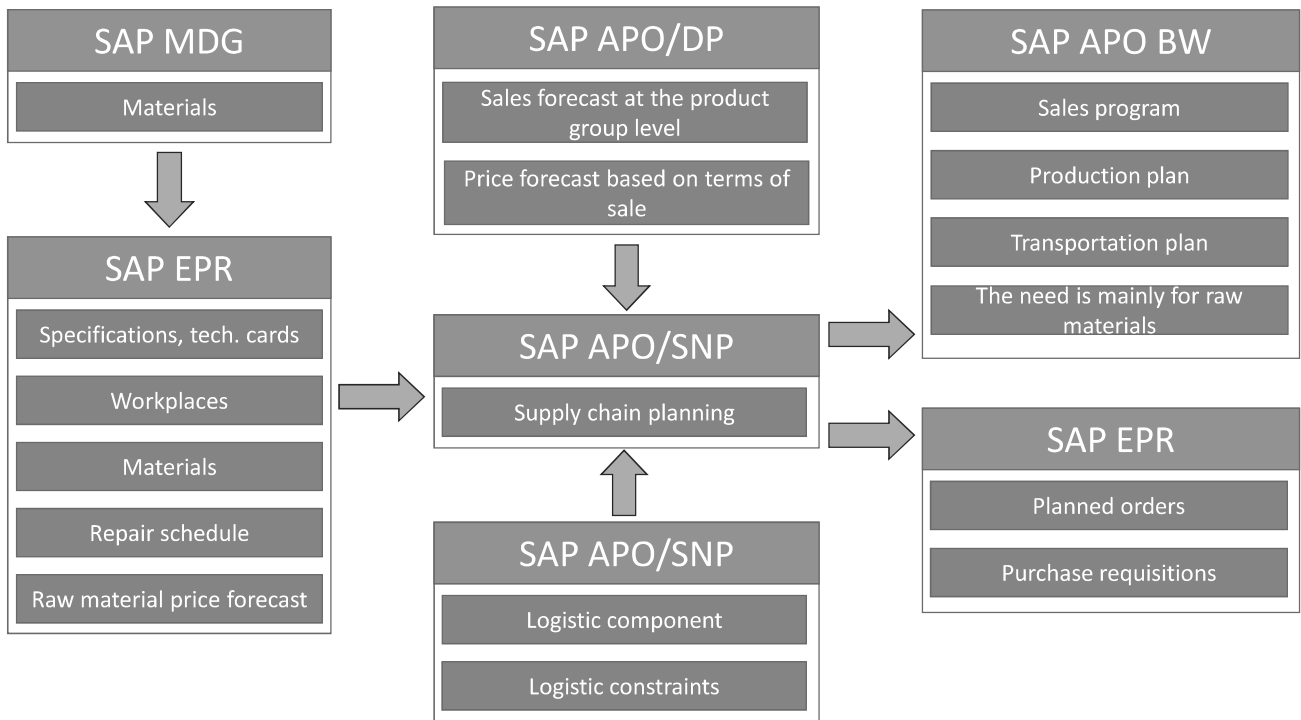 SAP MDG
Materials
SAP EPR
Specifications, tech. cards
Workplaces
Materials
Repair schedule
Raw material price forecast
SAP APO/DP
Sales forecast at the product
group level
Price forecast based on terms of
sale
SAP APO/SNP
Supply chain planning
SAP APO/SNP
Logistic component
Logistic constraints
SAP APO BW
Sales program
Production plan
Transportation plan
The need is mainly for raw
materials
SAP EPR
Planned orders
Purchase requisitions